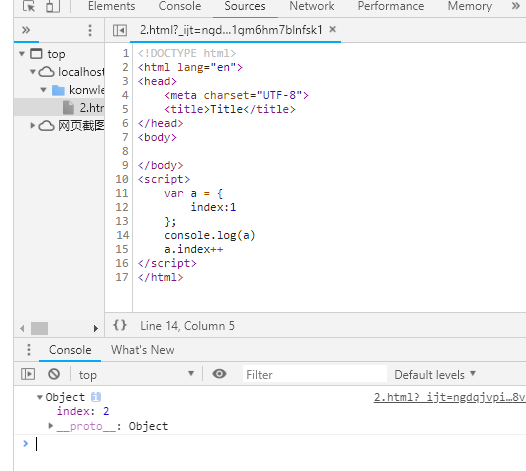 Elements Console Sources Network Performance Memory »
» 2.html?_ijt=nqd…1qm6hm7blnfsk1 ×
top
localhost
konwle
2.htm
网页截图
1 <!DOCTYPE html>
2 <html lang="en">
3 <head>
4 <meta charset="UTF-8">
5 <title>Title</title>
6 </head>
7 <body>
8
9 </body>
10 <script>
11 var a = {
12 index:1
13 };
14 console.log(a)
15 a.index++
16 </script>
17 </html>
{} Line 14, Column 5
Console What's New
top Filter Default levels
Object i 2.html?_ijt=ngdqjvpi…8v
index: 2
__proto__: Object
>